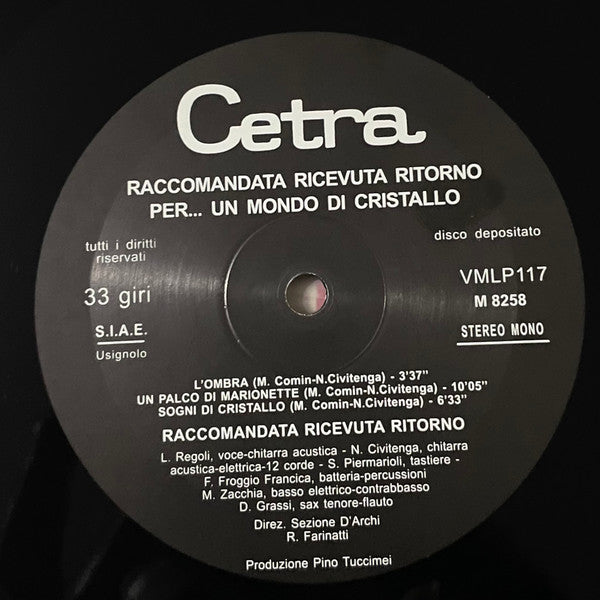 Cetra
RACCOMANDATA RICEVUTA RITORNO
PER... UN MONDO DI CRISTALLO
tutti i diritti
riservati
disco depositato
33 giri
VMLP117
M 8258
S.I.A.E.
Usignolo
STEREO MONO
L'OMBRA (M. Comin-N.Civitenga) - 3'37"
UN PALCO DI MARIONETTE (M. Comin-N.Civitenga) - 10'05"
SOGNI DI CRISTALLO (M. Comin-N.Civitenga) - 6'33"
RACCOMANDATA RICEVUTA RITORNO
L. Regoli, voce-chitarra acustica - N. Civitenga, chitarra
acustica-elettrica-12 corde - S. Piermarioli, tastiere -
F. Froggio Francica, batteria-percussioni
M. Zacchia, basso elettrico-contrabbasso
D. Grassi, sax tenore-flauto
Direz. Sezione D'Archi
R. Farinatti
Produzione Pino Tuccimei